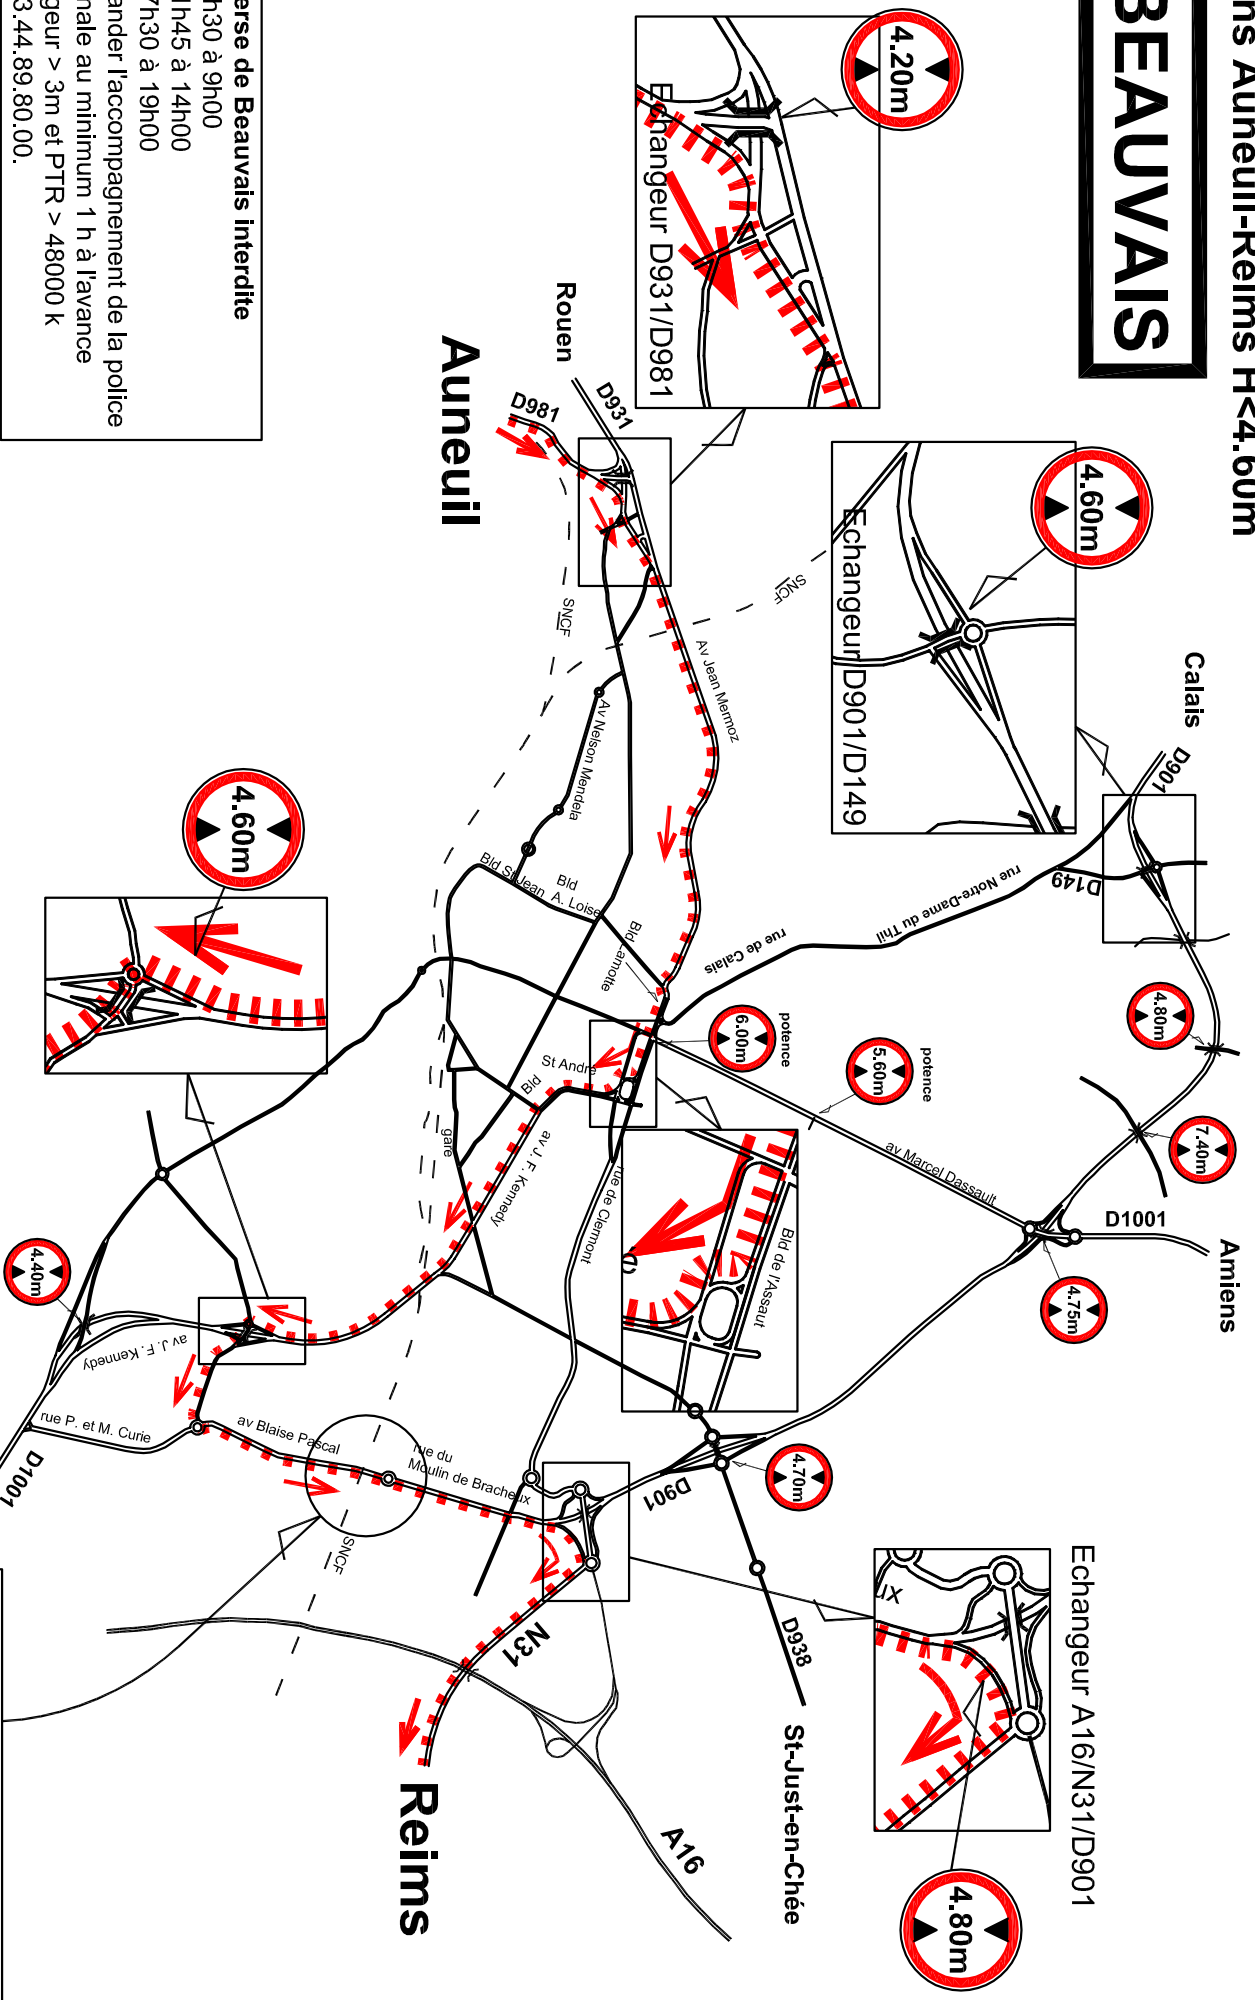 ns Auneuil-Reims H<4.60m
BEAUVAIS
4.20m
Echangeur D931/D981
4.60m
Echangeur D901/D149
Calais
D901
D149
rue Notre-Dame du Thil
rue de Calais
4.80m
7.40m
D1001
Amiens
4.75m
potence
5.60m
potence
6.00m
av Marcel Dassault
Rouen
D931
D981
Auneuil
SNCF
SNCF
Av Jean Mermoz
Av Nelson Mendela
Bld St Jean
Bld
A. Loise
Bld Lamotte
St André
Bld
gare
av J. F. Kennedy
rue de Clermont
Bld de l'Assaut
D
4.60m
4.40m
av J. F. Kennedy
rue P. et M. Curie
D1001
av Blaise Pascal
rue du
Moulin de Bracheux
SNCF
D901
4.70m
D938
St-Just-en-Chée
N31
Reims
A16
Echangeur A16/N31/D901
ux
4.80m
erse de Beauvais interdite
h30 à 9h00
1h45 à 14h00
7h30 à 19h00
ander l'accompagnement de la police
nale au minimum 1 h à l'avance
geur > 3m et PTR > 48000 k
3.44.89.80.00.